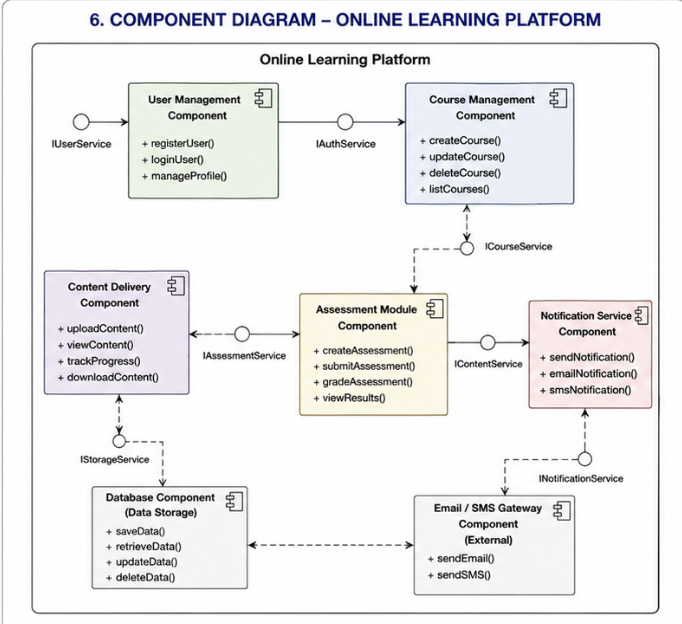 6. COMPONENT DIAGRAM – ONLINE LEARNING PLATFORM
Online Learning Platform
User Management
Component
+ registerUser()
+ loginUser()
+ manageProfile()
IUserService
IAuthService
Course Management
Component
+ createCourse()
+ updateCourse()
+ deleteCourse()
+ listCourses()
ICourseService
Content Delivery
Component
+ uploadContent()
+ viewContent()
+ trackProgress()
+ downloadContent()
IAssesmentService
Assessment Module
Component
+ createAssessment()
+ submitAssessment()
+ gradeAssessment()
+ viewResults()
IContentService
Notification Service
Component
+ sendNotification()
+ emailNotification()
+ smsNotification()
IStorageService
INotificationService
Database Component
(Data Storage)
+ saveData()
+ retrieveData()
+ updateData()
+ deleteData()
Email / SMS Gateway
Component
(External)
+ sendEmail()
+ sendSMS()